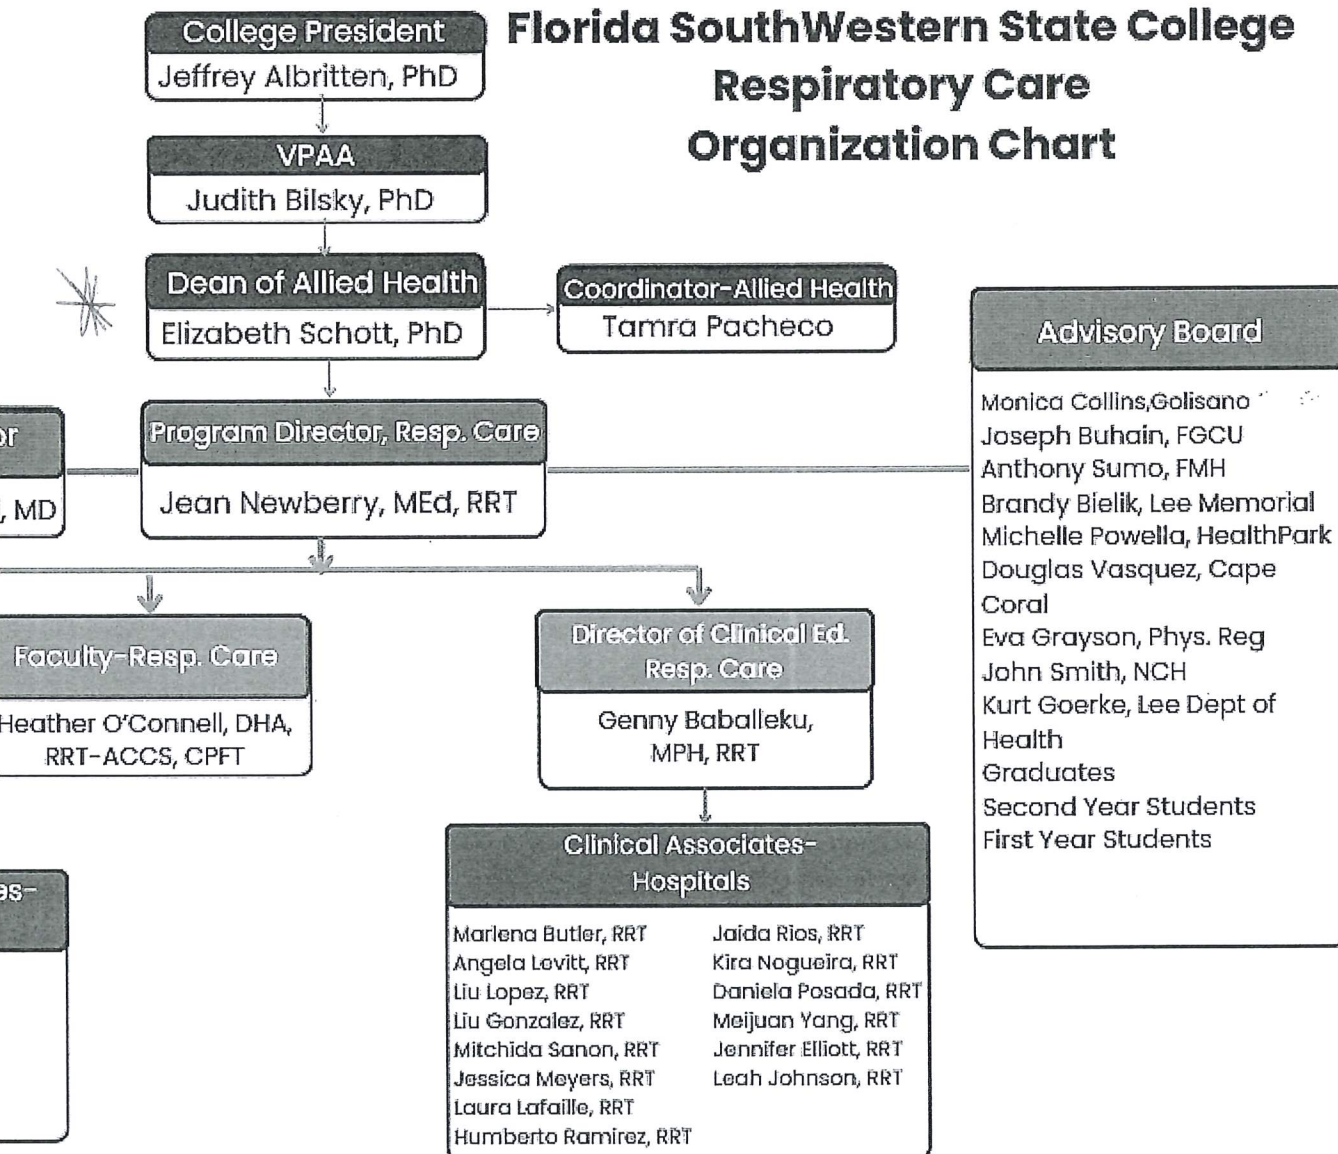 College President
Jeffrey Albritten, PhD
Florida SouthWestern State College
Respiratory Care
Organization Chart
VPAA
Judith Bilsky, PhD
Dean of Allied Health
Elizabeth Schott, PhD
Coordinator-Allied Health
Tamra Pacheco
Advisory Board
Monica Collins,Golisano
Joseph Buhain, FGCU
Anthony Sumo, FMH
Brandy Bielik, Lee Memorial
Michelle Powella, HealthPark
Douglas Vasquez, Cape
Coral
Eva Grayson, Phys. Reg
John Smith, NCH
Kurt Goerke, Lee Dept of
Health
Graduates
Second Year Students
First Year Students
or
, MD
Program Director, Resp. Care
Jean Newberry, MEd, RRT
Faculty-Resp. Care
Heather O'Connell, DHA,
RRT-ACCS, CPFT
Director of Clinical Ed.
Resp. Care
Genny Baballeku,
MPH, RRT
es-
Clinical Associates-
Hospitals
Marlena Butler, RRT
Angela Lovitt, RRT
Liu Lopez, RRT
Liu Gonzalez, RRT
Mitchida Sanon, RRT
Jessica Meyers, RRT
Laura Lafaille, RRT
Humberto Ramirez, RRT
Jaida Rios, RRT
Kira Nogueira, RRT
Daniela Posada, RRT
Meijuan Yang, RRT
Jennifer Elliott, RRT
Leah Johnson, RRT